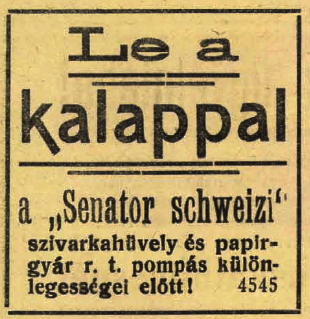 Le a
kalappal
a „Senator schweizi“
szivarkahüvely és papir-
gyár r. t. pompás külön-
legességei előtt! 4545